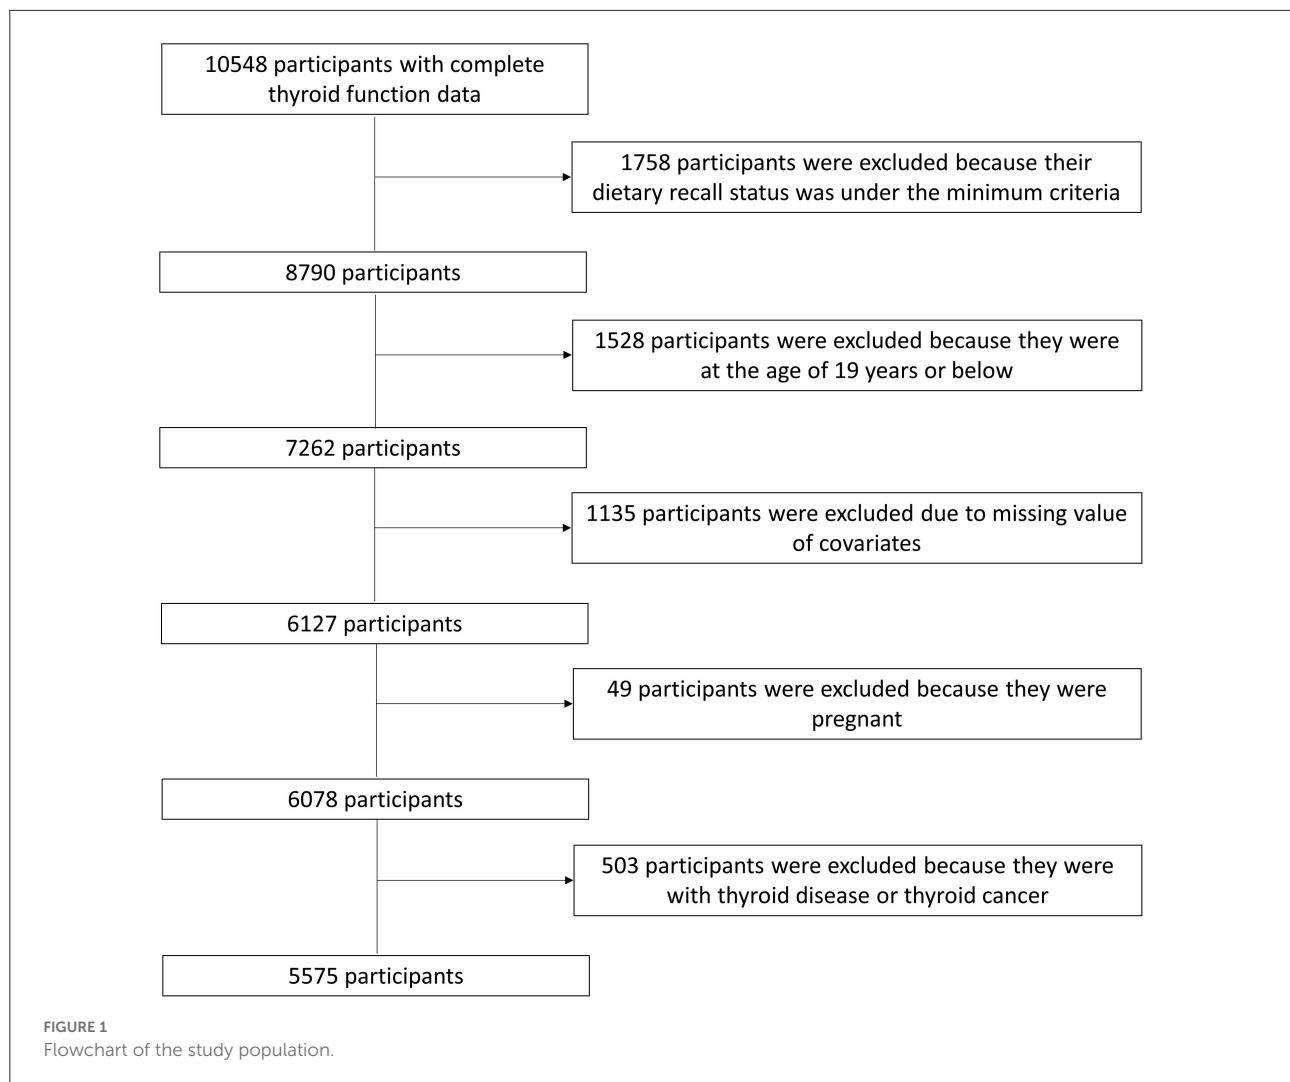 10548 participants with complete
thyroid function data
1758 participants were excluded because their
dietary recall status was under the minimum criteria
8790 participants
1528 participants were excluded because they were
at the age of 19 years or below
7262 participants
1135 participants were excluded due to missing value
of covariates
6127 participants
49 participants were excluded because they were
pregnant
6078 participants
503 participants were excluded because they were
with thyroid disease or thyroid cancer
5575 participants
FIGURE 1
Flowchart of the study population.